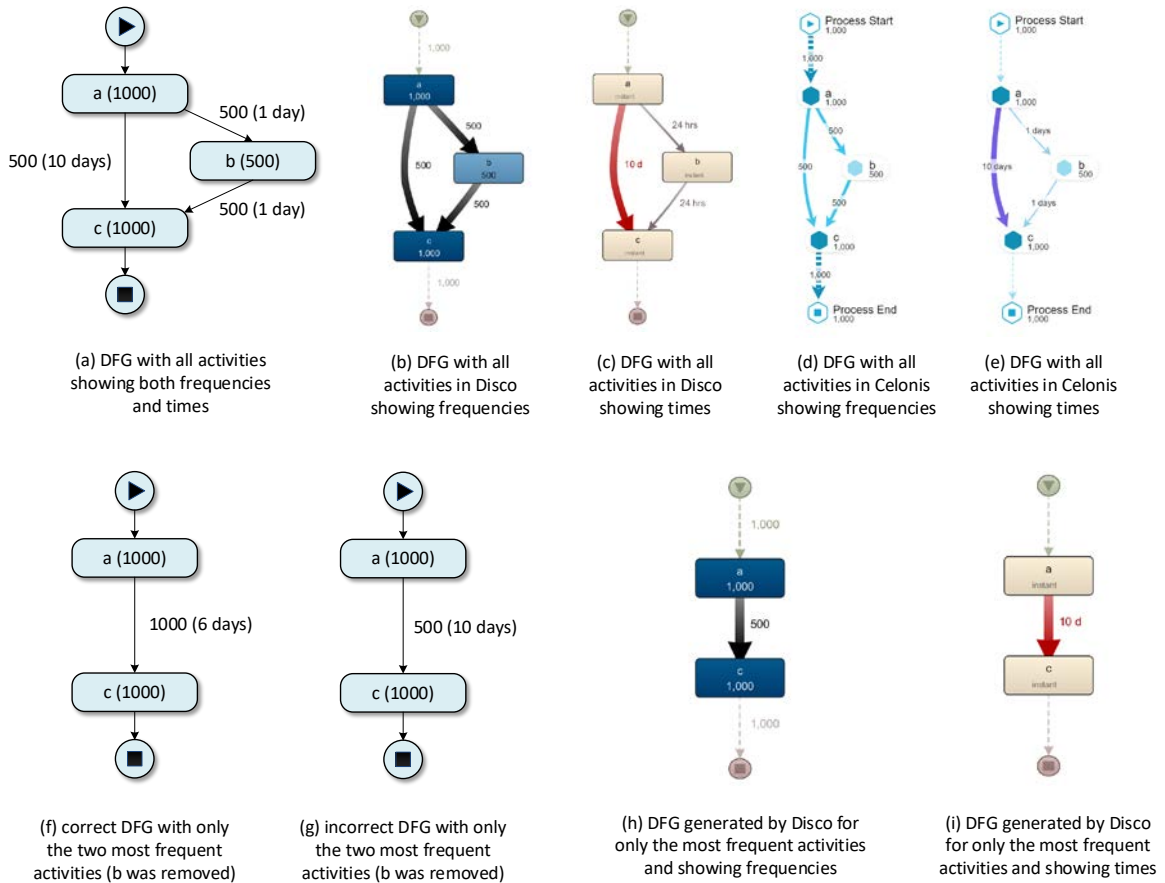 a (1000)
500 (1 day)
500 (10 days)
b (500)
500 (1 day)
c (1000)
(a) DFG with all activities
showing both frequencies
and times
1,000
a
1,000
500
500
b
500
500
c
1,000
1,000
(b) DFG with all
activities in Disco
showing frequencies
1,000
a
instant
24 hrs
10 d
b
instant
24 hrs
c
instant
1,000
(c) DFG with all
activities in Disco
showing times
Process Start
1,000
1,000
a
1,000
500
500
b
500
500
c
1,000
1,000
Process End
1,000
(d) DFG with all
activities in Celonis
showing frequencies
Process Start
1,000
a
1,000
1 days
10 days
b
500
1 days
c
1,000
Process End
1,000
(e) DFG with all
activities in Celonis
showing times
a (1000)
1000 (6 days)
c (1000)
(f) correct DFG with only
the two most frequent
activities (b was removed)
a (1000)
500 (10 days)
c (1000)
(g) incorrect DFG with only
the two most frequent
activities (b was removed)
1,000
a
1,000
500
c
1,000
1,000
(h) DFG generated by Disco for
only the most frequent activities
and showing frequencies
a
instant
10 d
c
instant
(i) DFG generated by Disco
for only the most frequent
activities and showing times